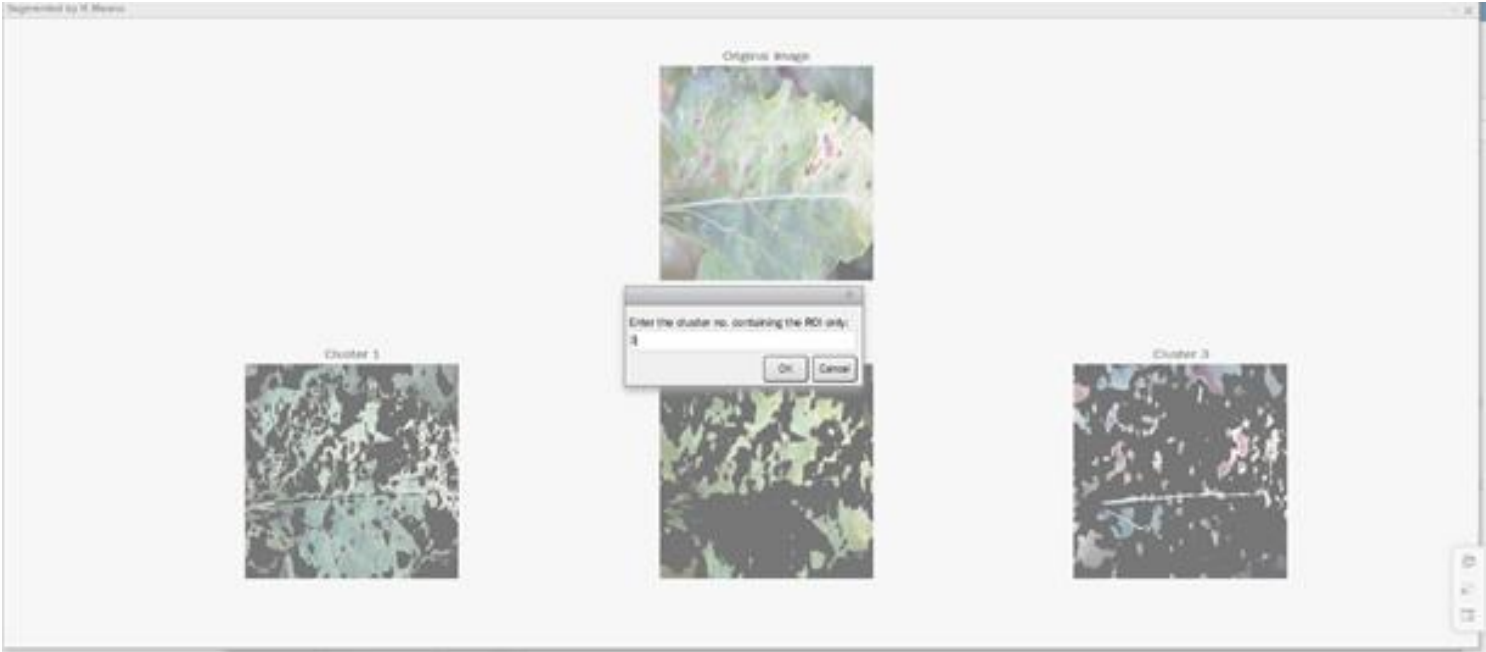 Segmented by K Means
Original Image
Enter the cluster no. containing the ROI only:
3
OK Cancel
Cluster 1
Cluster 3